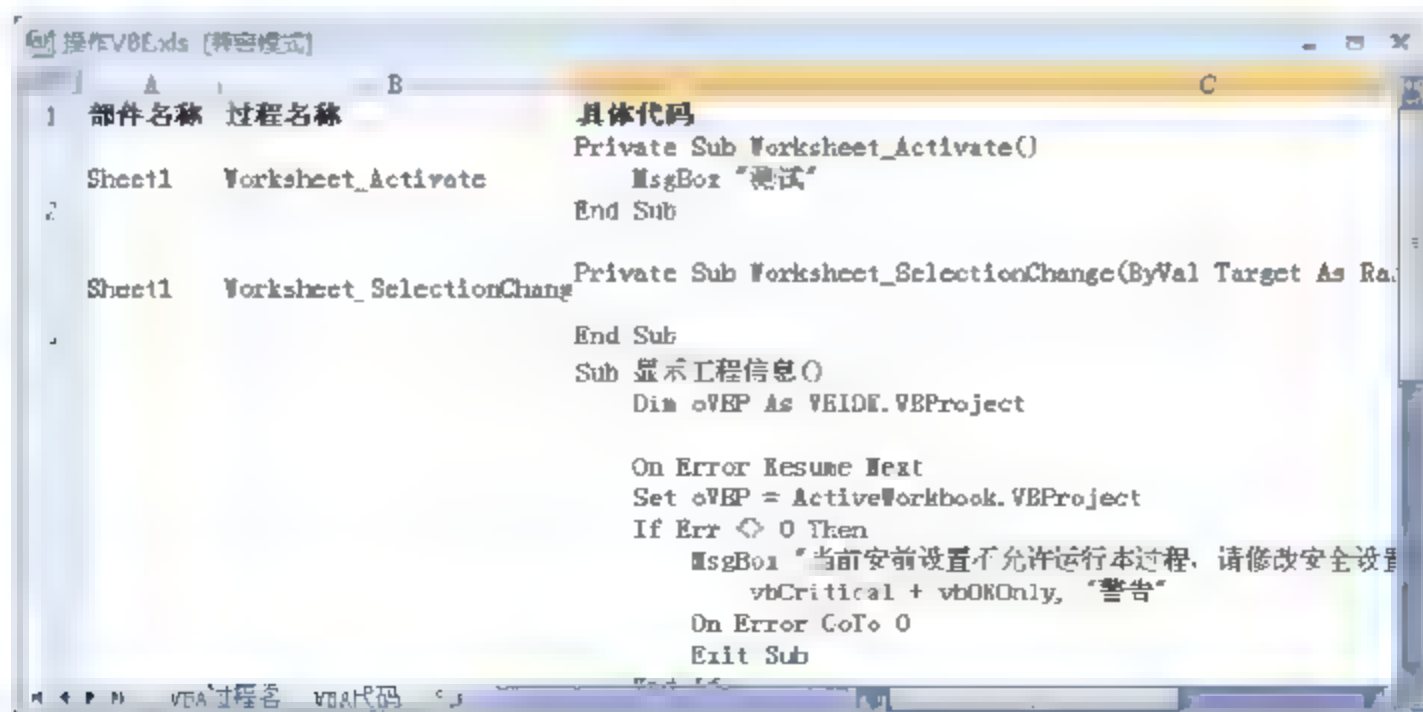 操作VBE.xls [兼容模式]
A B C
1 部件名称 过程名称 具体代码
Private Sub Worksheet_Activate()
Sheet1 Worksheet_Activate MsgBox "测试"
2 End Sub
Private Sub Worksheet_SelectionChange(ByVal Target As Ra
Sheet1 Worksheet_SelectionChang
End Sub
Sub 显示工程信息()
Dim oVBP As VBIDE.VBProject
On Error Resume Next
Set oVBP = ActiveWorkbook.VBProject
If Err <> 0 Then
MsgBox "当前安前设置不允许运行本过程，请修改安全设置
vbCritical + vbOKOnly, "警告"
On Error GoTo 0
Exit Sub
VBA过程名 VBA代码